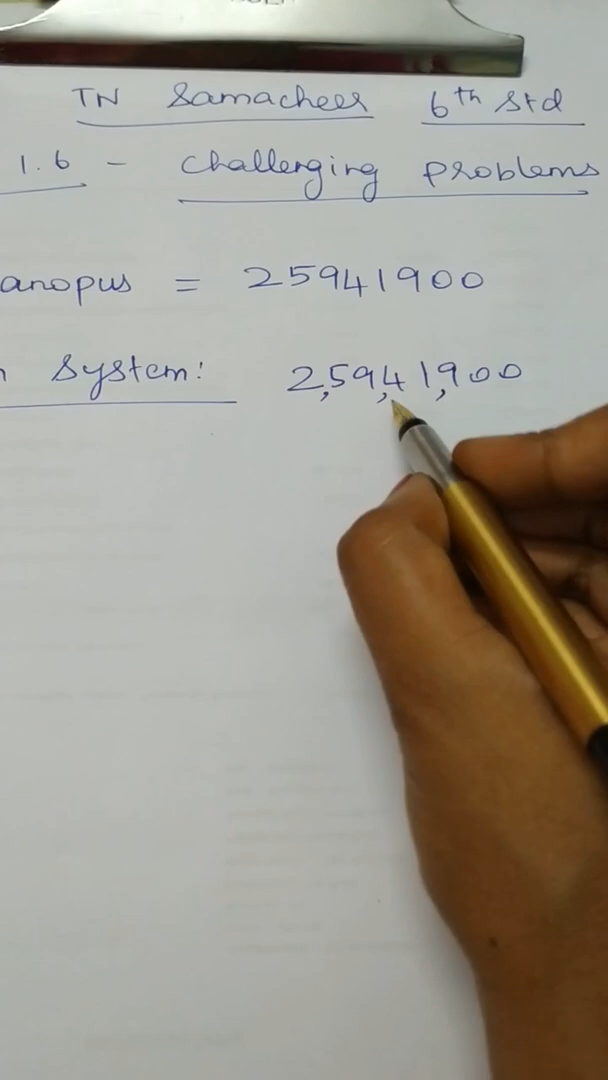 TN Samacheer 6th Std
1.6 - Challenging Problems
anopus = 25941900
n System: 2,59,41,900